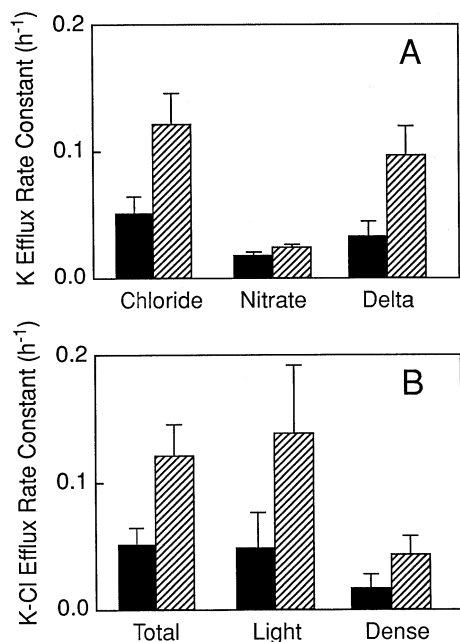 K Efflux Rate Constant (h⁻¹)
0.2
0.1
0.0
A
Chloride Nitrate Delta
K-Cl Efflux Rate Constant (h⁻¹)
0.2
0.1
0.0
B
Total Light Dense